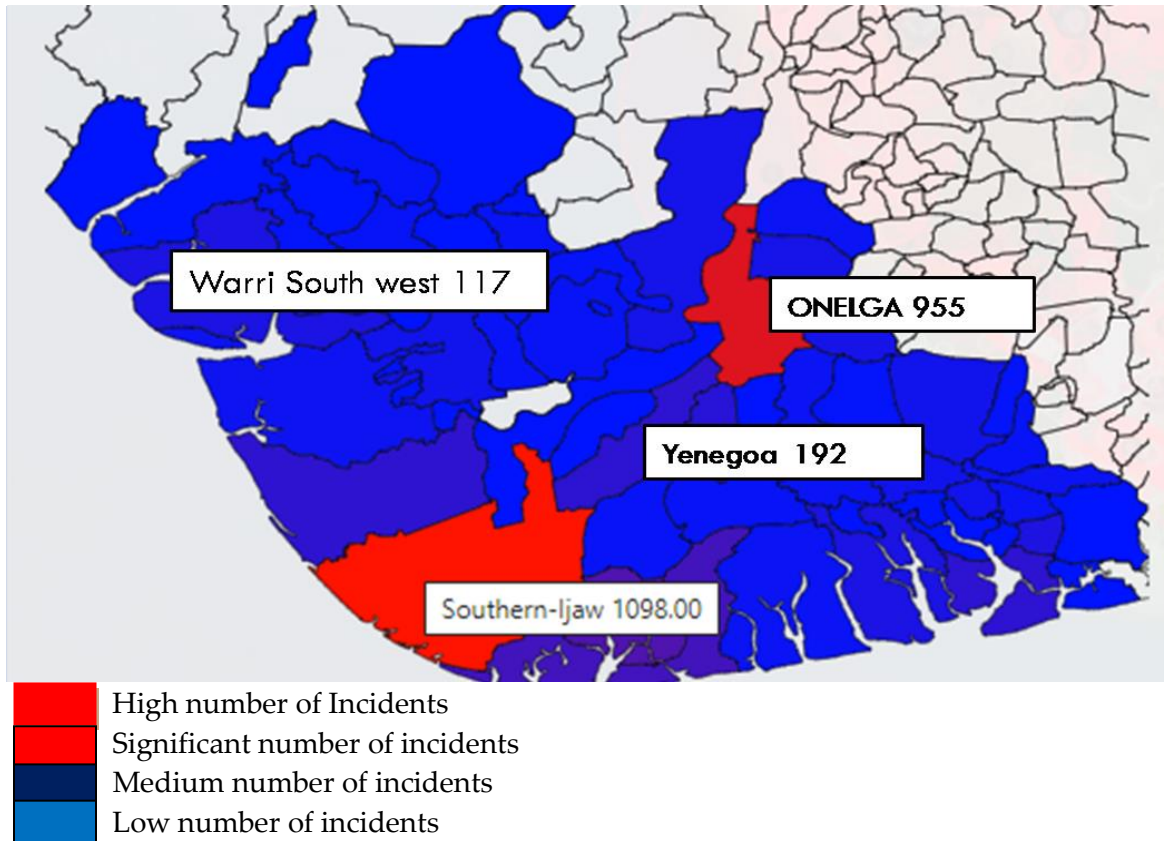 Warri South west 117
ONELGA 955
Yenegoa 192
Southern-Ijaw 1098.00
High number of Incidents
Significant number of incidents
Medium number of incidents
Low number of incidents